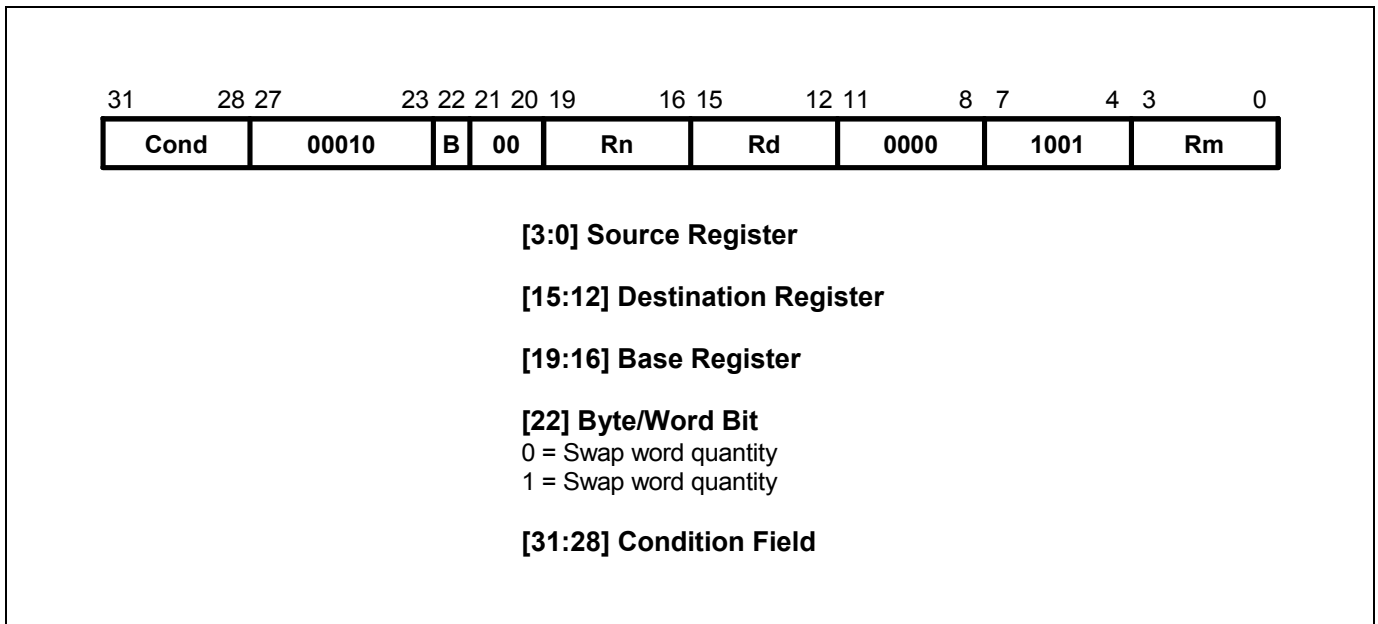 31 28 27 23 22 21 20 19 16 15 12 11 8 7 4 3 0
Cond 00010 B 00 Rn Rd 0000 1001 Rm
[3:0] Source Register
[15:12] Destination Register
[19:16] Base Register
[22] Byte/Word Bit
0 = Swap word quantity
1 = Swap word quantity
[31:28] Condition Field